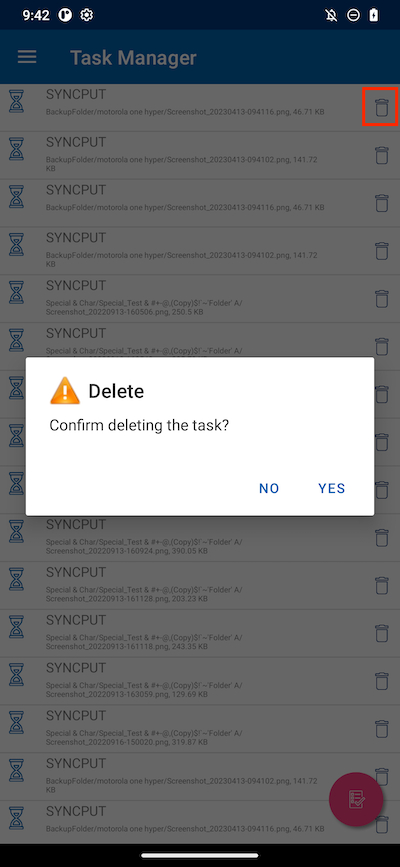 9:42
Task Manager
SYNCPUT
BackupFolder/motorola one hyper/Screenshot_20230413-094116.png, 46.71 KB
SYNCPUT
BackupFolder/motorola one hyper/Screenshot_20230413-094102.png, 141.72
KB
SYNCPUT
BackupFolder/motorola one hyper/Screenshot_20230413-094116.png, 46.71 KB
SYNCPUT
BackupFolder/motorola one hyper/Screenshot_20230413-094102.png, 141.72
KB
SYNCPUT
Special & Char/Special_Test & #+-@,(Copy)$!'~'Folder' A/
Screenshot_20220913-160506.png, 250.5 KB
SYNCPUT
Special & Char/Special_Test & #+-@,(Copy)$!'~'Folder' A/
Delete
Confirm deleting the task?
NO
YES
SYNCPUT
Special & Char/Special_Test & #+-@,(Copy)$!'~'Folder' A/
Screenshot_20220913-160924.png, 390.05 KB
SYNCPUT
Special & Char/Special_Test & #+-@,(Copy)$!'~'Folder' A/
Screenshot_20220913-161128.png, 203.23 KB
SYNCPUT
Special & Char/Special_Test & #+-@,(Copy)$!'~'Folder' A/
Screenshot_20220913-161118.png, 243.35 KB
SYNCPUT
Special & Char/Special_Test & #+-@,(Copy)$!'~'Folder' A/
Screenshot_20220913-163059.png, 129.69 KB
SYNCPUT
Special & Char/Special_Test & #+-@,(Copy)$!'~'Folder' A/
Screenshot_20220916-150020.png, 319.87 KB
SYNCPUT
BackupFolder/motorola one hyper/Screenshot_20230413-094102.png, 141.72
KB
SYNCPUT
BackupFolder/motorola one hyper/Screenshot_20230413-094116.png, 46.71 KB